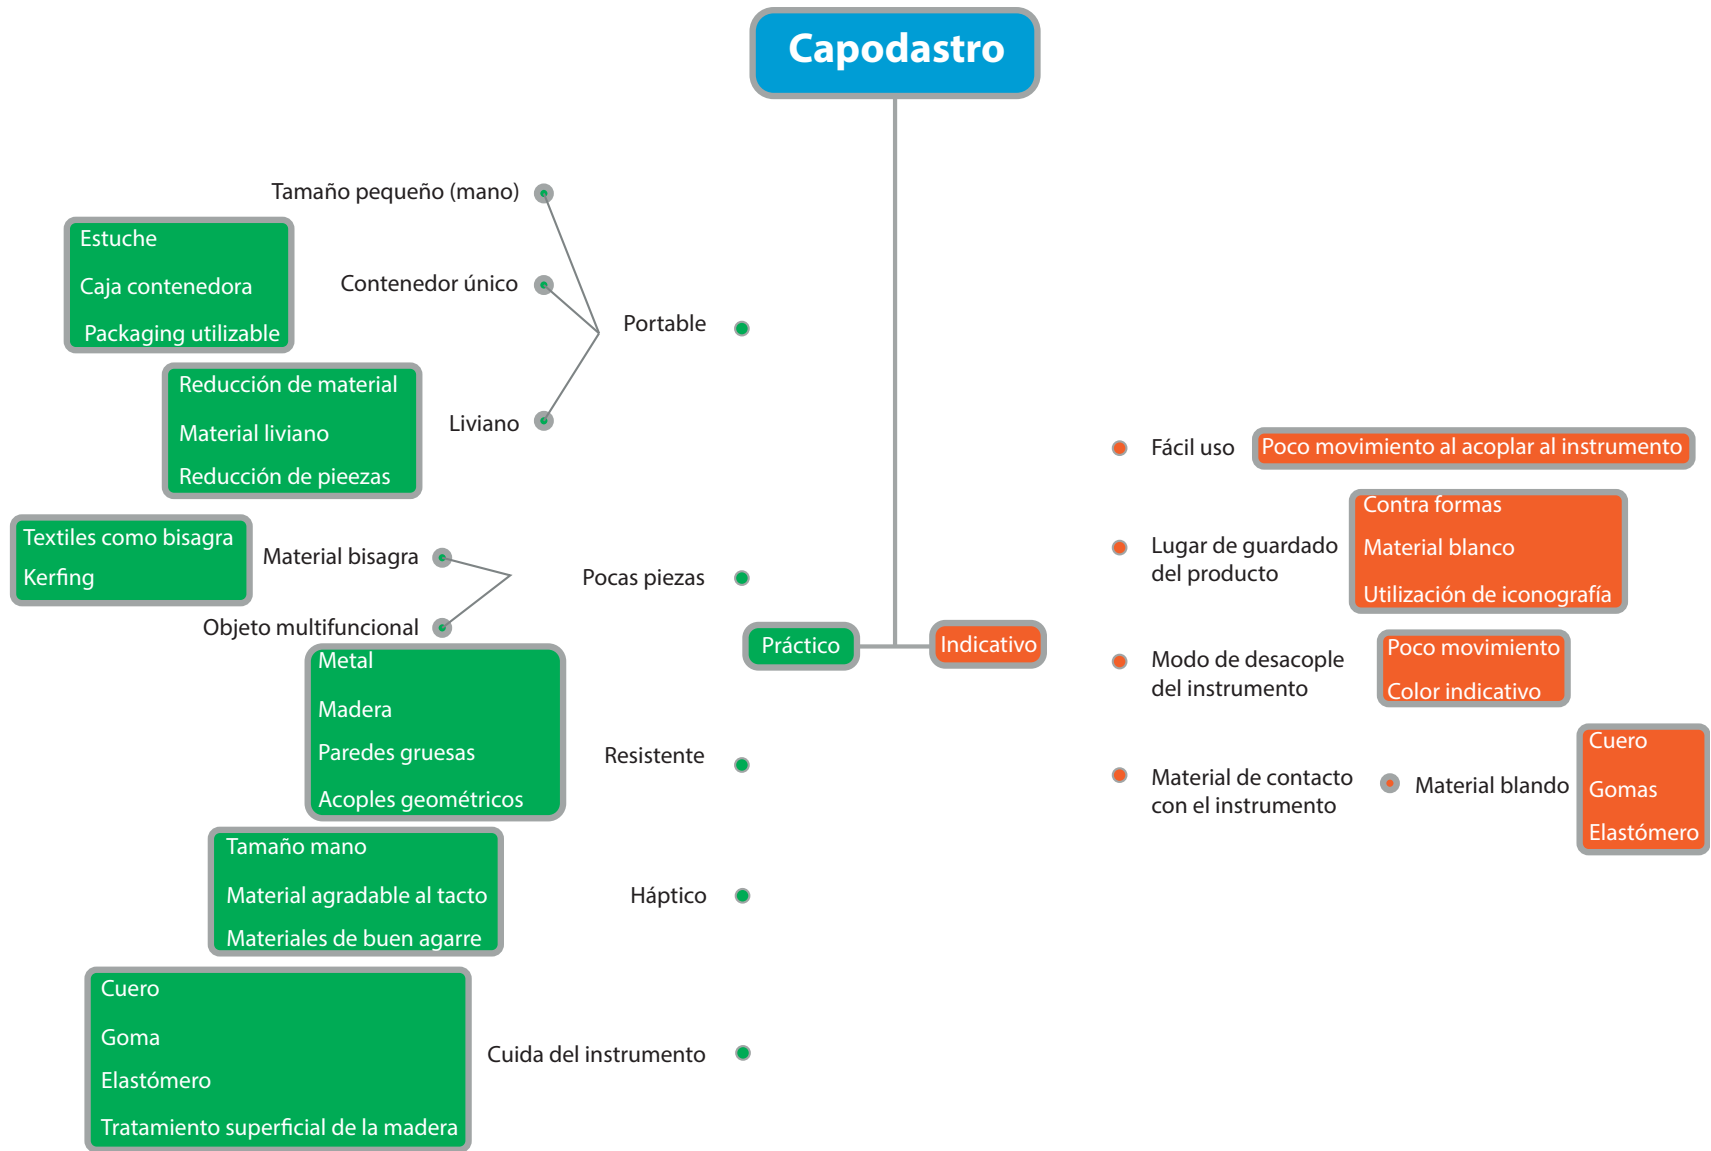 Capodastro
Tamaño pequeño (mano)
Estuche
Caja contenedora
Packaging utilizable
Contenedor único
Portable
Reducción de material
Material liviano
Reducción de pieezas
Liviano
Textiles como bisagra
Kerfing
Material bisagra
Objeto multifuncional
Pocas piezas
Práctico
Indicativo
Metal
Madera
Paredes gruesas
Acoples geométricos
Resistente
Tamaño mano
Material agradable al tacto
Materiales de buen agarre
Háptico
Cuero
Goma
Elastómero
Tratamiento superficial de la madera
Cuida del instrumento
Fácil uso
Poco movimiento al acoplar al instrumento
Lugar de guardado
del producto
Contra formas
Material blanco
Utilización de iconografía
Modo de desacople
del instrumento
Poco movimiento
Color indicativo
Material de contacto
con el instrumento
Material blando
Cuero
Gomas
Elastómero